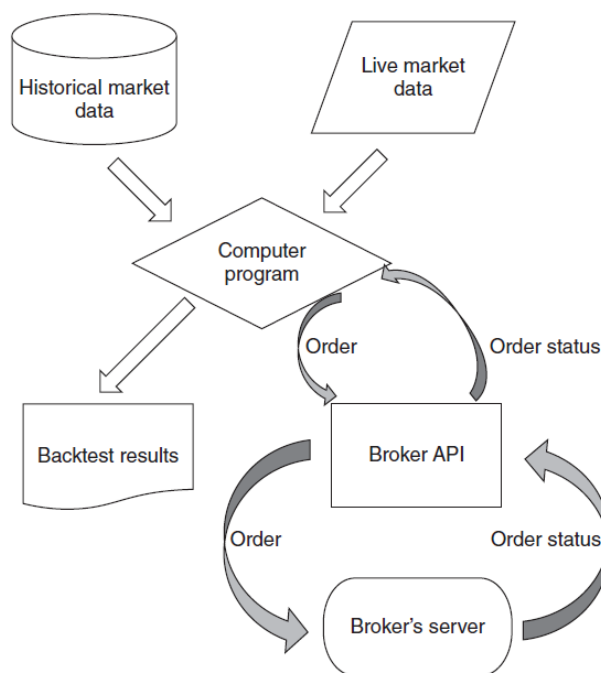 Historical market
data
Live market
data
Computer
program
Order
Order status
Backtest results
Broker API
Order
Order status
Broker's server